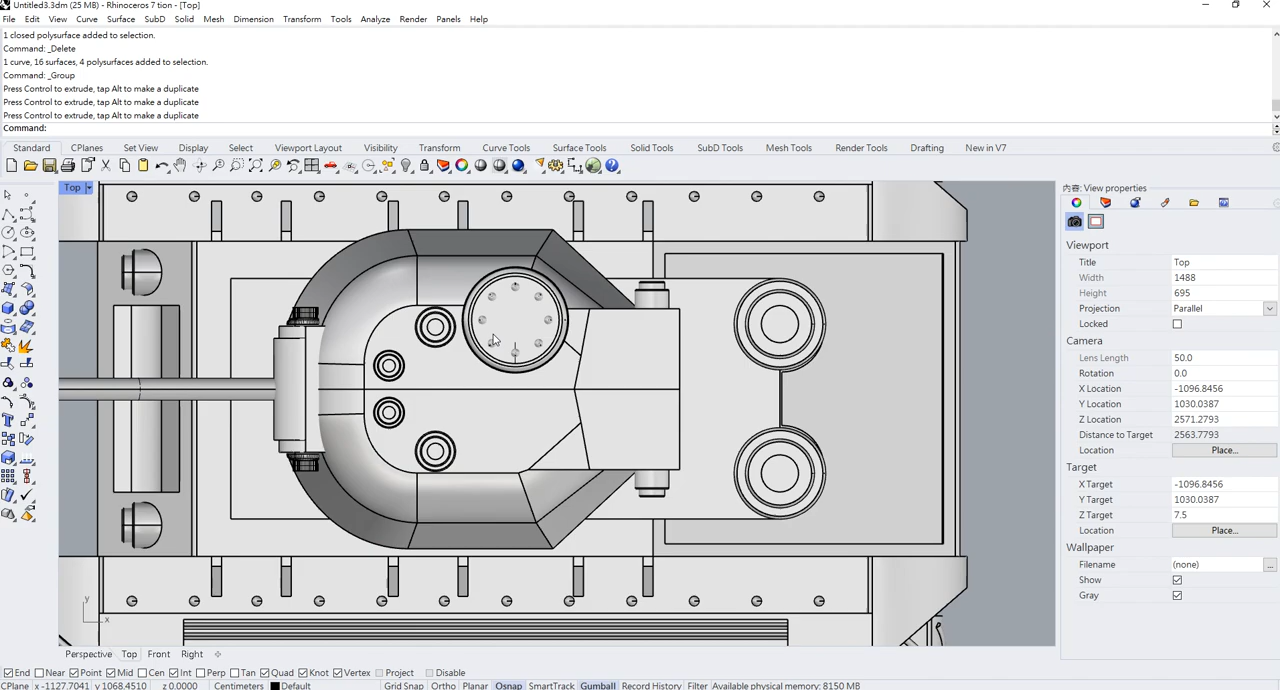 Untitled3.3dm (25 MB) - Rhinoceros 7 tion - [Top]
File Edit View Curve Surface SubD Solid Mesh Dimension Transform Tools Analyze Render Panels Help
1 closed polysurface added to selection.
Command: _Delete
1 curve, 16 surfaces, 4 polysurfaces added to selection.
Command: _Group
Press Control to extrude, tap Alt to make a duplicate
Press Control to extrude, tap Alt to make a duplicate
Press Control to extrude, tap Alt to make a duplicate
Command:
Standard CPlanes Set View Display Select Viewport Layout Visibility Transform Curve Tools Surface Tools Solid Tools SubD Tools Mesh Tools Render Tools Drafting New in V7
Top
內容: View properties
Viewport
Title Top
Width 1488
Height 695
Projection Parallel
Locked
Camera
Lens Length 50.0
Rotation 0.0
X Location -1096.8456
Y Location 1030.0387
Z Location 2571.2793
Distance to Target 2563.7793
Location Place...
Target
X Target -1096.8456
Y Target 1030.0387
Z Target 7.5
Location Place...
Wallpaper
Filename (none) ...
Show
Gray
y
x
Perspective Top Front Right
End Near Point Mid Cen Int Perp Tan Quad Knot Vertex Project Disable
CPlane x -1127.7041 y 1068.4510 z 0.0000 Centimeters Default Grid Snap Ortho Planar Osnap SmartTrack Gumball Record History Filter Available physical memory: 8150 MB